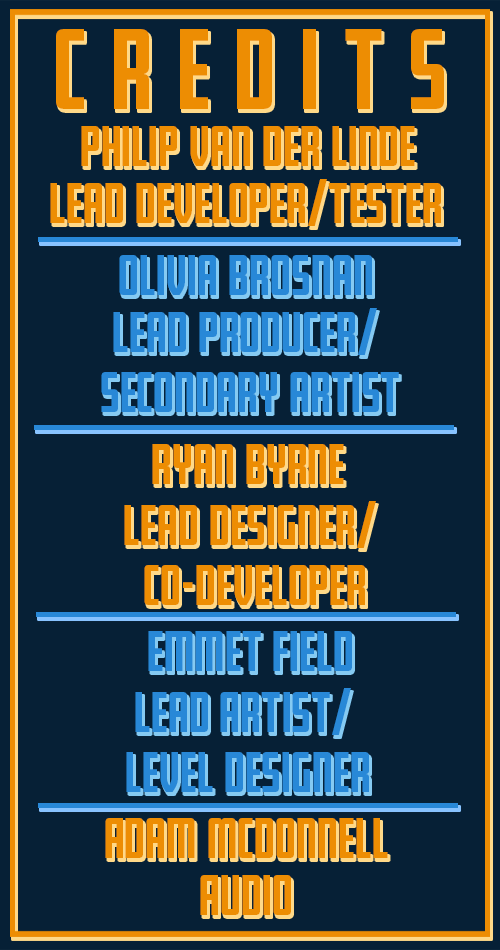 CREDITS
PHILIP VAN DER LINDE
LEAD DEVELOPER/TESTER
OLIVIA BROSNAN
LEAD PRODUCER/
SECONDARY ARTIST
RYAN BYRNE
LEAD DESIGNER/
CO-DEVELOPER
EMMET FIELD
LEAD ARTIST/
LEVEL DESIGNER
ADAM MCDONNELL
AUDIO